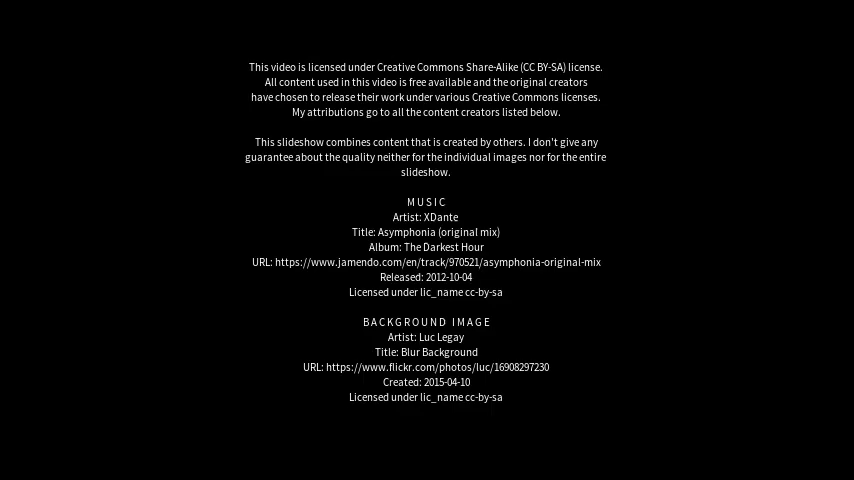 This video is licensed under Creative Commons Share-Alike (CC BY-SA) license.
All content used in this video is free available and the original creators
have chosen to release their work under various Creative Commons licenses.
My attributions go to all the content creators listed below.
This slideshow combines content that is created by others. I don't give any
guarantee about the quality neither for the individual images nor for the entire
slideshow.
MUSIC
Artist: XDante
Title: Asymphonia (original mix)
Album: The Darkest Hour
URL: https://www.jamendo.com/en/track/970521/asymphonia-original-mix
Released: 2012-10-04
Licensed under lic_name cc-by-sa
BACKGROUND IMAGE
Artist: Luc Legay
Title: Blur Background
URL: https://www.flickr.com/photos/luc/16908297230
Created: 2015-04-10
Licensed under lic_name cc-by-sa